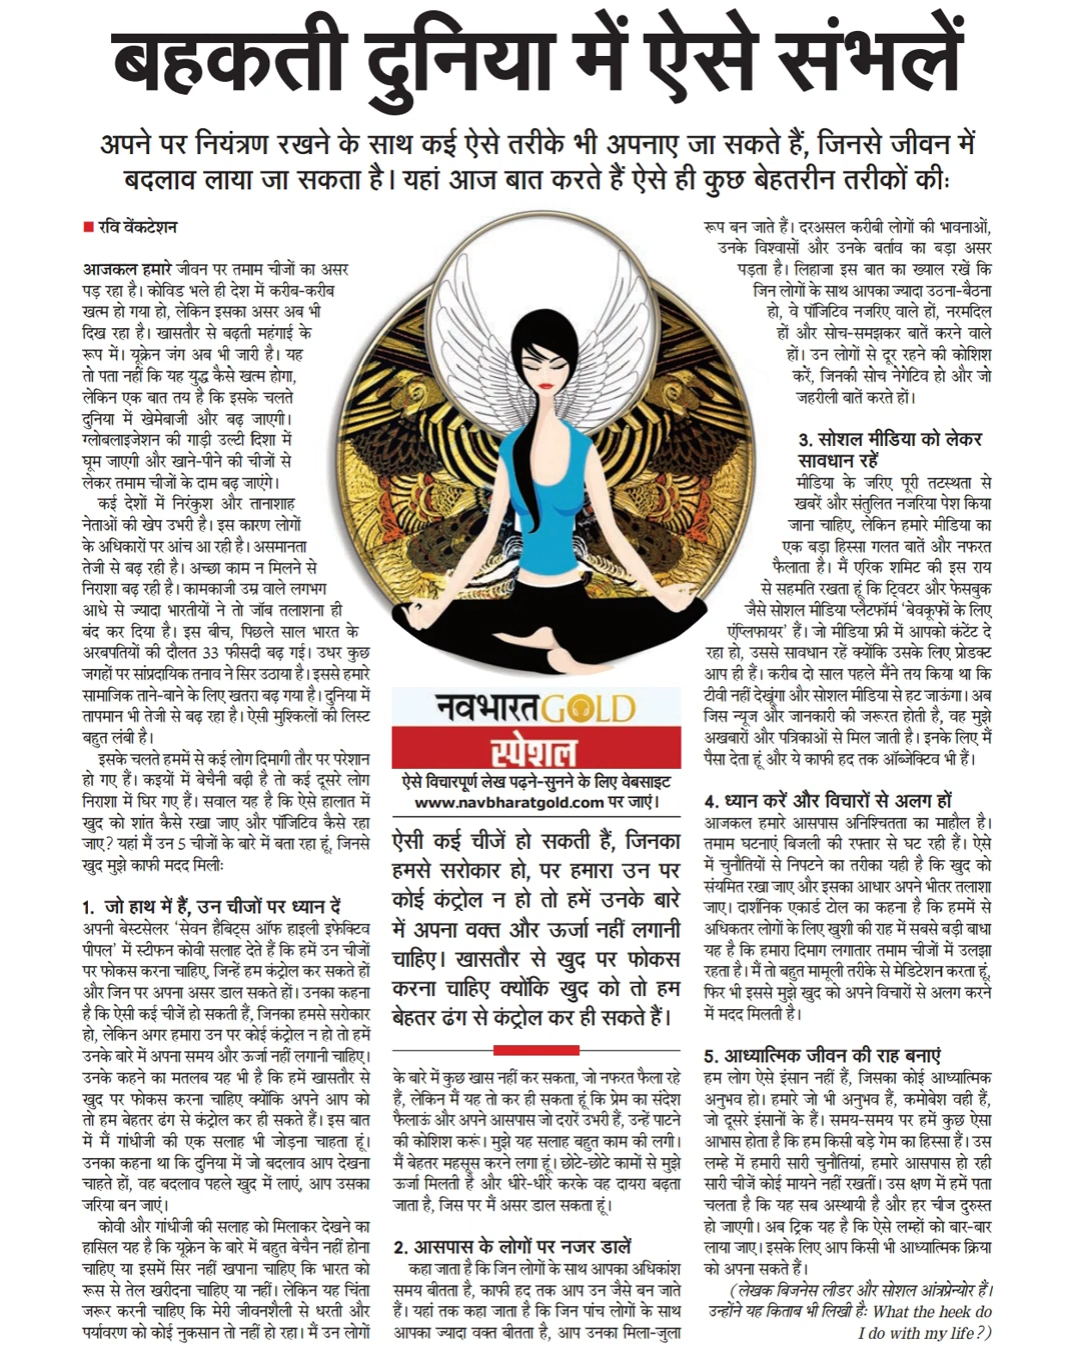 बहकती दुनिया में ऐसे संभलें
अपने पर नियंत्रण रखने के साथ कई ऐसे तरीके भी अपनाए जा सकते हैं, जिनसे जीवन में
बदलाव लाया जा सकता है। यहां आज बात करते हैं ऐसे ही कुछ बेहतरीन तरीकों की:
रवि वेंकटेशन
आजकल हमारे जीवन पर तमाम चीजों का असर
पड़ रहा है। कोविड भले ही देश में करीब-करीब
खत्म हो गया हो, लेकिन इसका असर अब भी
दिख रहा है। खासतौर से बढ़ती महंगाई के
रूप में। यूक्रेन जंग अब भी जारी है। यह
तो पता नहीं कि यह युद्ध कैसे खत्म होगा,
लेकिन एक बात तय है कि इसके चलते
दुनिया में खेमेबाजी और बढ़ जाएगी।
ग्लोबलाइजेशन की गाड़ी उल्टी दिशा में
घूम जाएगी और खाने-पीने की चीजों से
लेकर तमाम चीजों के दाम बढ़ जाएंगे।
कई देशों में निरंकुश और तानाशाह
नेताओं की खेप उभरी है। इस कारण लोगों
के अधिकारों पर आंच आ रही है। असमानता
तेजी से बढ़ रही है। अच्छा काम न मिलने से
निराशा बढ़ रही है। कामकाजी उम्र वाले लगभग
आधे से ज्यादा भारतीयों ने तो जॉब तलाशना ही
बंद कर दिया है। इस बीच, पिछले साल भारत के
अरबपतियों की दौलत 33 फीसदी बढ़ गई। उधर कुछ
जगहों पर सांप्रदायिक तनाव ने सिर उठाया है। इससे हमारे
सामाजिक ताने-बाने के लिए खतरा बढ़ गया है। दुनिया में
तापमान भी तेजी से बढ़ रहा है। ऐसी मुश्किलों की लिस्ट
बहुत लंबी है।
इसके चलते हममें से कई लोग दिमागी तौर पर परेशान
हो गए हैं। कइयों में बेचैनी बढ़ी है तो कई दूसरे लोग
निराशा में घिर गए हैं। सवाल यह है कि ऐसे हालात में
खुद को शांत कैसे रखा जाए और पॉजिटिव कैसे रहा
जाए? यहां मैं उन 5 चीजों के बारे में बता रहा हूं, जिनसे
खुद मुझे काफी मदद मिली:
1. जो हाथ में हैं, उन चीजों पर ध्यान दें
अपनी बेस्टसेलर 'सेवन हैबिट्स ऑफ हाइली इफेक्टिव
पीपल' में स्टीफन कोवी सलाह देते हैं कि हमें उन चीजों
पर फोकस करना चाहिए, जिन्हें हम कंट्रोल कर सकते हों
और जिन पर अपना असर डाल सकते हों। उनका कहना
है कि ऐसी कई चीजें हो सकती हैं, जिनका हमसे सरोकार
हो, लेकिन अगर हमारा उन पर कोई कंट्रोल न हो तो हमें
उनके बारे में अपना समय और ऊर्जा नहीं लगानी चाहिए।
उनके कहने का मतलब यह भी है कि हमें खासतौर से
खुद पर फोकस करना चाहिए क्योंकि अपने आप को
तो हम बेहतर ढंग से कंट्रोल कर ही सकते हैं। इस बात
में मैं गांधीजी की एक सलाह भी जोड़ना चाहता हूं।
उनका कहना था कि दुनिया में जो बदलाव आप देखना
चाहते हों, वह बदलाव पहले खुद में लाएं, आप उसका
जरिया बन जाएं।
कोवी और गांधीजी की सलाह को मिलाकर देखने का
हासिल यह है कि यूक्रेन के बारे में बहुत बेचैन नहीं होना
चाहिए या इसमें सिर नहीं खपाना चाहिए कि भारत को
रूस से तेल खरीदना चाहिए या नहीं। लेकिन यह चिंता
जरूर करनी चाहिए कि मेरी जीवनशैली से धरती और
पर्यावरण को कोई नुकसान तो नहीं हो रहा। मैं उन लोगों
नवभारत GOLD
स्पेशल
ऐसे विचारपूर्ण लेख पढ़ने-सुनने के लिए वेबसाइट
www.navbharatgold.com पर जाएं।
ऐसी कई चीजें हो सकती हैं, जिनका
हमसे सरोकार हो, पर हमारा उन पर
कोई कंट्रोल न हो तो हमें उनके बारे
में अपना वक्त और ऊर्जा नहीं लगानी
चाहिए। खासतौर से खुद पर फोकस
करना चाहिए क्योंकि खुद को तो हम
बेहतर ढंग से कंट्रोल कर ही सकते हैं।
के बारे में कुछ खास नहीं कर सकता, जो नफरत फैला रहे
हैं, लेकिन मैं यह तो कर ही सकता हूं कि प्रेम का संदेश
फैलाऊं और अपने आसपास जो दरारें उभरी हैं, उन्हें पाटने
की कोशिश करूं। मुझे यह सलाह बहुत काम की लगी।
मैं बेहतर महसूस करने लगा हूं। छोटे-छोटे कामों से मुझे
ऊर्जा मिलती है और धीरे-धीरे करके वह दायरा बढ़ता
जाता है, जिस पर मैं असर डाल सकता हूं।
2. आसपास के लोगों पर नजर डालें
कहा जाता है कि जिन लोगों के साथ आपका अधिकांश
समय बीतता है, काफी हद तक आप उन जैसे बन जाते
हैं। यहां तक कहा जाता है कि जिन पांच लोगों के साथ
आपका ज्यादा वक्त बीतता है, आप उनका मिला-जुला
रूप बन जाते हैं। दरअसल करीबी लोगों की भावनाओं,
उनके विश्वासों और उनके बर्ताव का बड़ा असर
पड़ता है। लिहाजा इस बात का ख्याल रखें कि
जिन लोगों के साथ आपका ज्यादा उठना-बैठना
हो, वे पॉजिटिव नजरिए वाले हों, नरमदिल
हों और सोच-समझकर बातें करने वाले
हों। उन लोगों से दूर रहने की कोशिश
करें, जिनकी सोच नेगेटिव हो और जो
जहरीली बातें करते हों।
3. सोशल मीडिया को लेकर
सावधान रहें
मीडिया के जरिए पूरी तटस्थता से
खबरें और संतुलित नजरिया पेश किया
जाना चाहिए, लेकिन हमारे मीडिया का
एक बड़ा हिस्सा गलत बातें और नफरत
फैलाता है। मैं एरिक शमिट की इस राय
से सहमति रखता हूं कि ट्विटर और फेसबुक
जैसे सोशल मीडिया प्लैटफॉर्म 'बेवकूफों के लिए
एंप्लिफायर' हैं। जो मीडिया फ्री में आपको कंटेंट दे
रहा हो, उससे सावधान रहें क्योंकि उसके लिए प्रोडक्ट
आप ही हैं। करीब दो साल पहले मैंने तय किया था कि
टीवी नहीं देखूंगा और सोशल मीडिया से हट जाऊंगा। अब
जिस न्यूज और जानकारी की जरूरत होती है, वह मुझे
अखबारों और पत्रिकाओं से मिल जाती है। इनके लिए मैं
पैसा देता हूं और ये काफी हद तक ऑब्जेक्टिव भी हैं।
4. ध्यान करें और विचारों से अलग हों
आजकल हमारे आसपास अनिश्चितता का माहौल है।
तमाम घटनाएं बिजली की रफ्तार से घट रही हैं। ऐसे
में चुनौतियों से निपटने का तरीका यही है कि खुद को
संयमित रखा जाए और इसका आधार अपने भीतर तलाशा
जाए। दार्शनिक एकार्ड टोल का कहना है कि हममें से
अधिकतर लोगों के लिए खुशी की राह में सबसे बड़ी बाधा
यह है कि हमारा दिमाग लगातार तमाम चीजों में उलझा
रहता है। मैं तो बहुत मामूली तरीके से मेडिटेशन करता हूं,
फिर भी इससे मुझे खुद को अपने विचारों से अलग करने
में मदद मिलती है।
5. आध्यात्मिक जीवन की राह बनाएं
हम लोग ऐसे इंसान नहीं हैं, जिसका कोई आध्यात्मिक
अनुभव हो। हमारे जो भी अनुभव हैं, कमोबेश वही हैं,
जो दूसरे इंसानों के हैं। समय-समय पर हमें कुछ ऐसा
आभास होता है कि हम किसी बड़े गेम का हिस्सा हैं। उस
लम्हे में हमारी सारी चुनौतियां, हमारे आसपास हो रही
सारी चीजें कोई मायने नहीं रखतीं। उस क्षण में हमें पता
चलता है कि यह सब अस्थायी है और हर चीज दुरुस्त
हो जाएगी। अब ट्रिक यह है कि ऐसे लम्हों को बार-बार
लाया जाए। इसके लिए आप किसी भी आध्यात्मिक क्रिया
को अपना सकते हैं।
(लेखक बिजनेस लीडर और सोशल आंत्रप्रेन्योर हैं।
उन्होंने यह किताब भी लिखी है: What the heek do
I do with my life?)